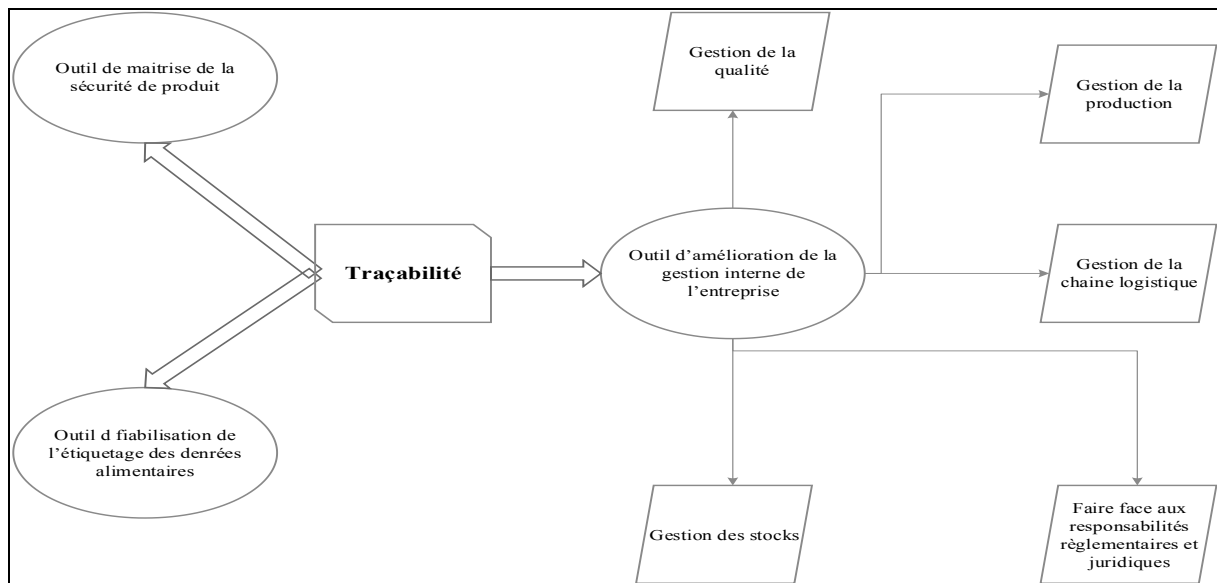 Outil de maitrise de la
sécurité de produit
Gestion de la
qualité
Gestion de la
production
Traçabilité
Outil d’amélioration de la
gestion interne de
l’entreprise
Gestion de la
chaine logistique
Outil d fiabilisation de
l’étiquetage des denrées
alimentaires
Gestion des stocks
Faire face aux
responsabilités
règlementaires et
juridiques